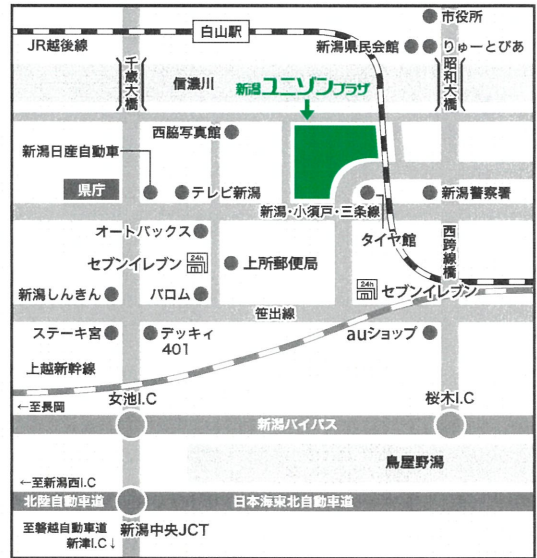 市役所
白山駅
JR越後線
新潟県民会館
りゅーとぴあ
千歳大橋
信濃川
昭和大橋
新潟ユニゾンプラザ
西脇写真館
新潟日産自動車
県庁
テレビ新潟
新潟警察署
新潟・小須戸・三条線
タイヤ館
オートバックス
西跨線橋
24h
セブンイレブン
上所郵便局
24h
セブンイレブン
新潟しんきん
パロム
笹出線
ステーキ宮
デッキィ
401
auショップ
上越新幹線
女池I.C
桜木I.C
←至長岡
新潟バイパス
鳥屋野潟
←至新潟西I.C
北陸自動車道
日本海東北自動車道
至磐越自動車道
新津I.C↓
新潟中央JCT